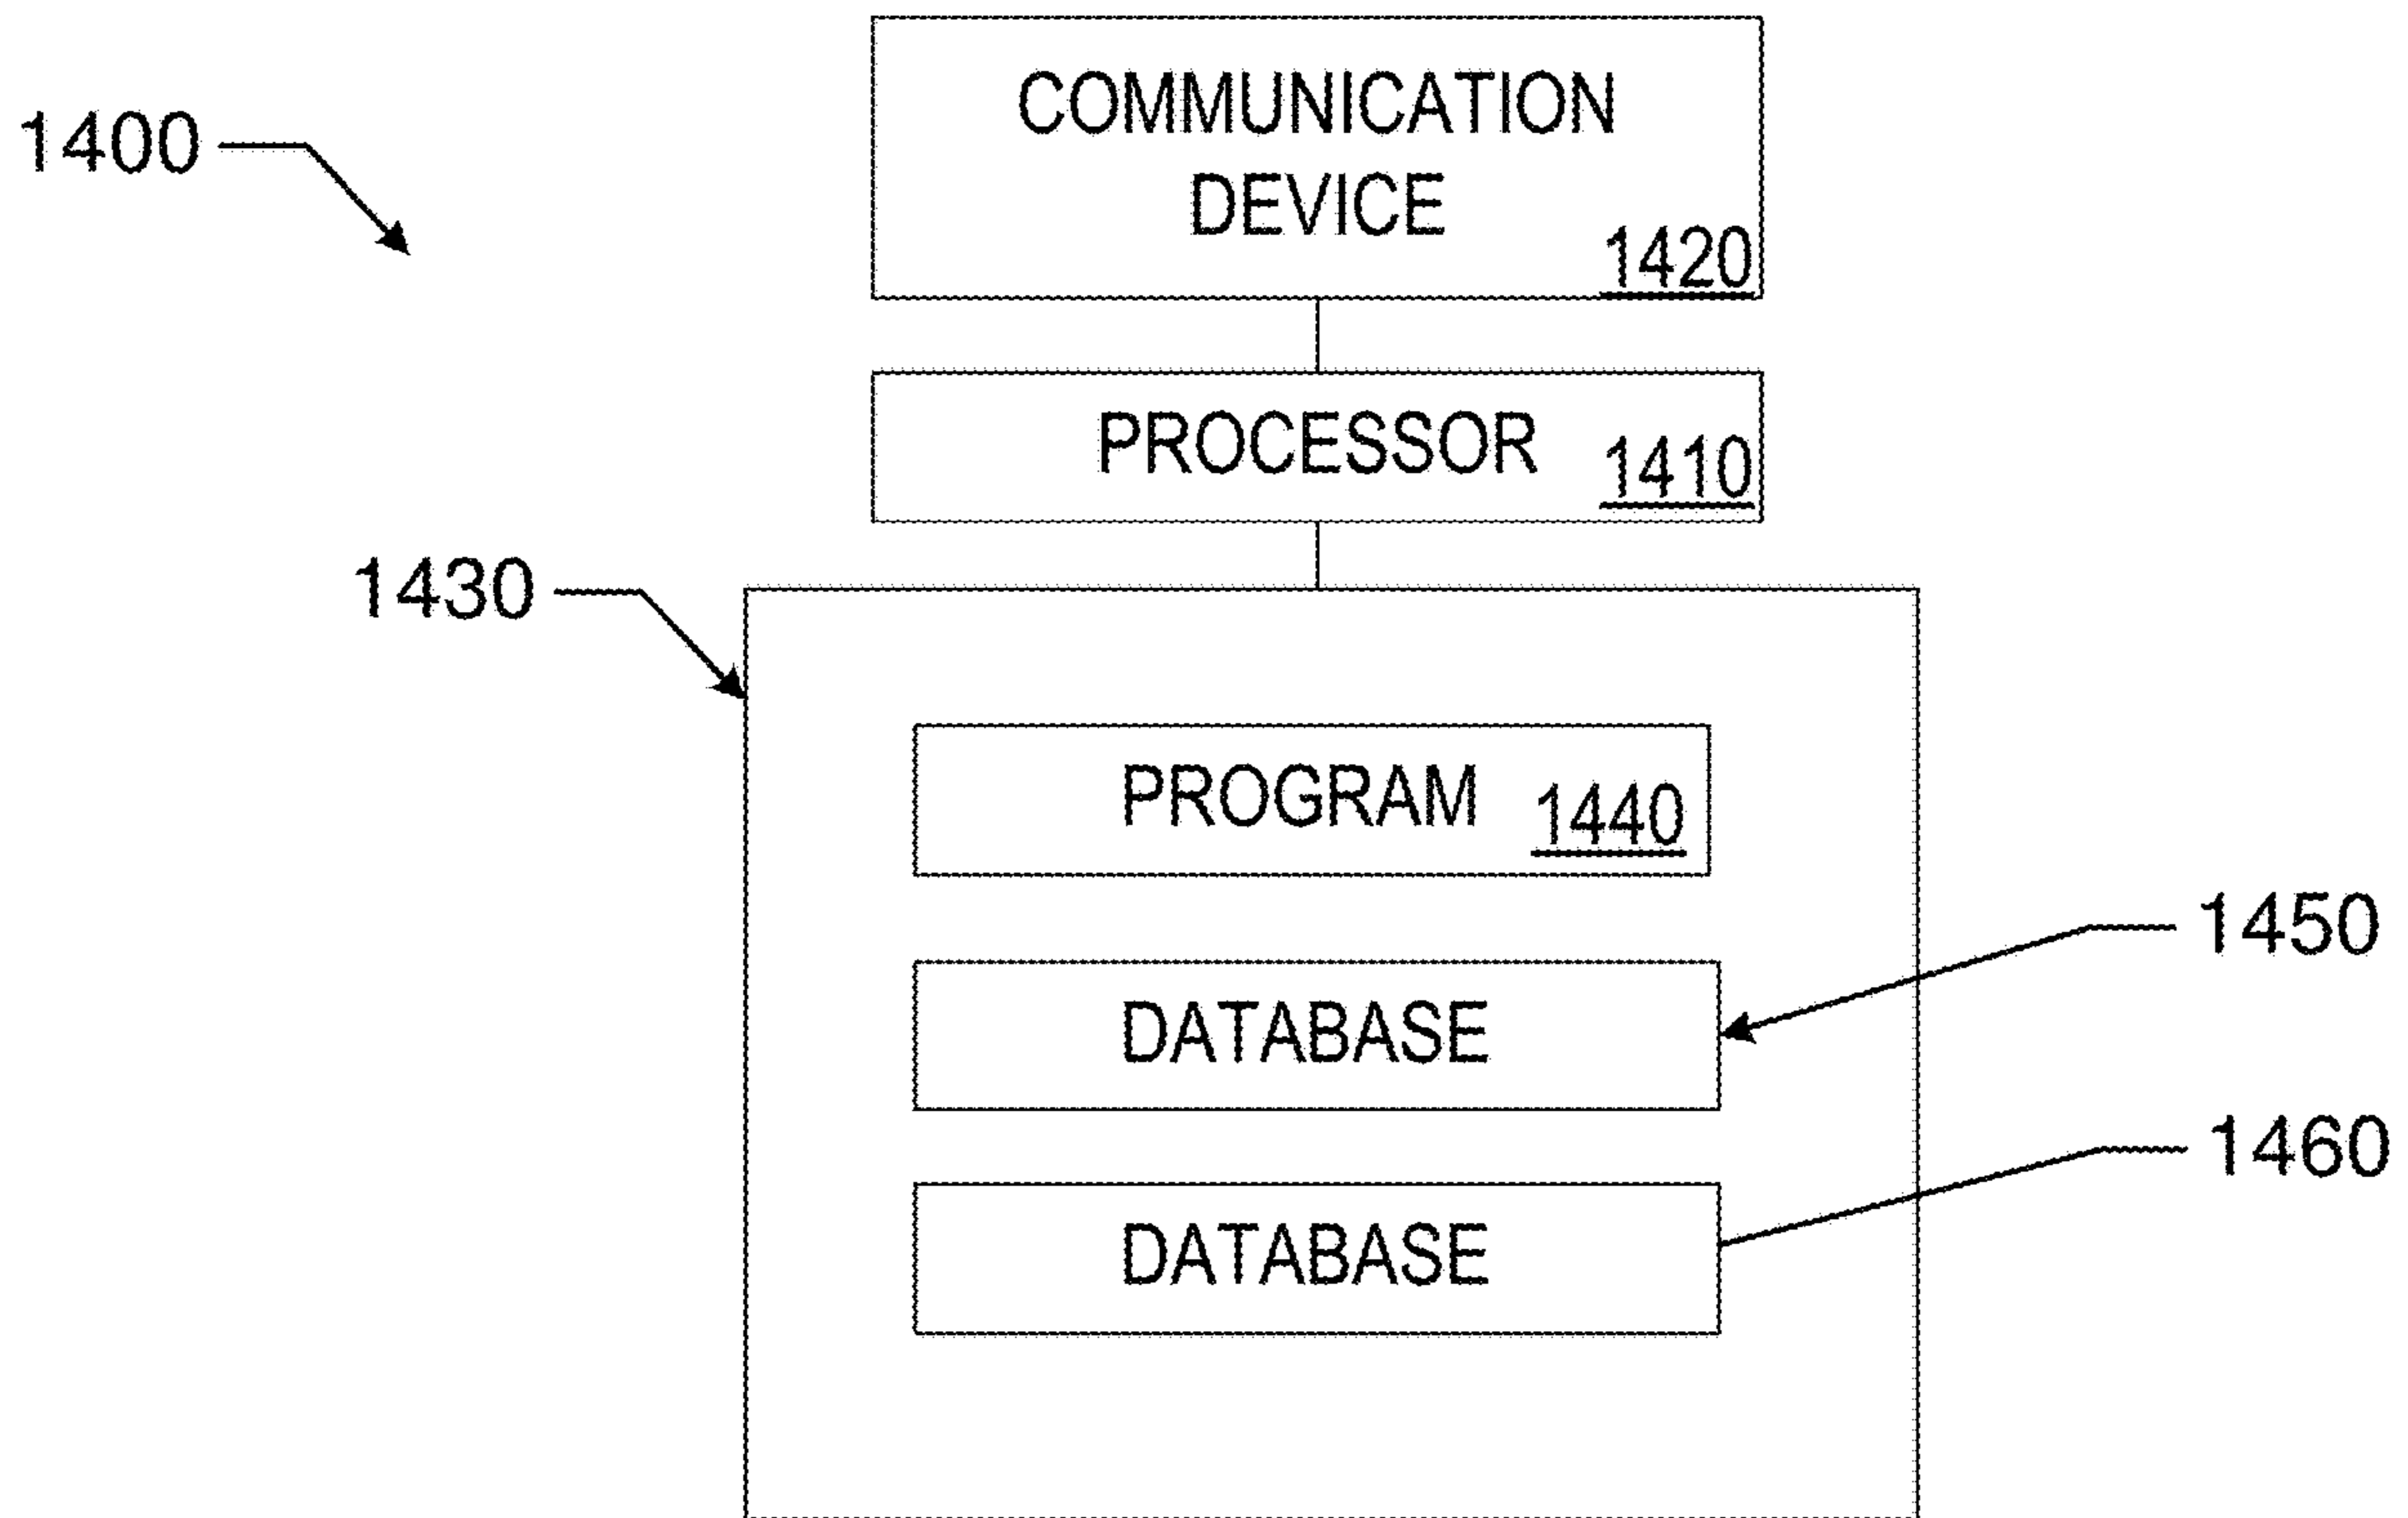 1400
COMMUNICATION
DEVICE
1420
PROCESSOR
1410
1430
PROGRAM
1440
1450
DATABASE
1460
DATABASE